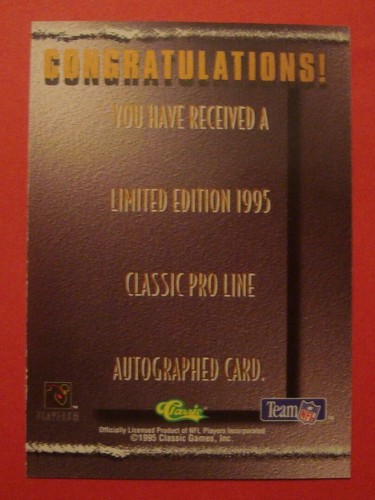 CONGRATULATIONS!
YOU HAVE RECEIVED A
LIMITED EDITION 1995
CLASSIC PRO LINE
AUTOGRAPHED CARD.
PLAYERS
Classic
Team NFL
Officially Licensed Product of NFL Players Incorporated
©1995 Classic Games, Inc.